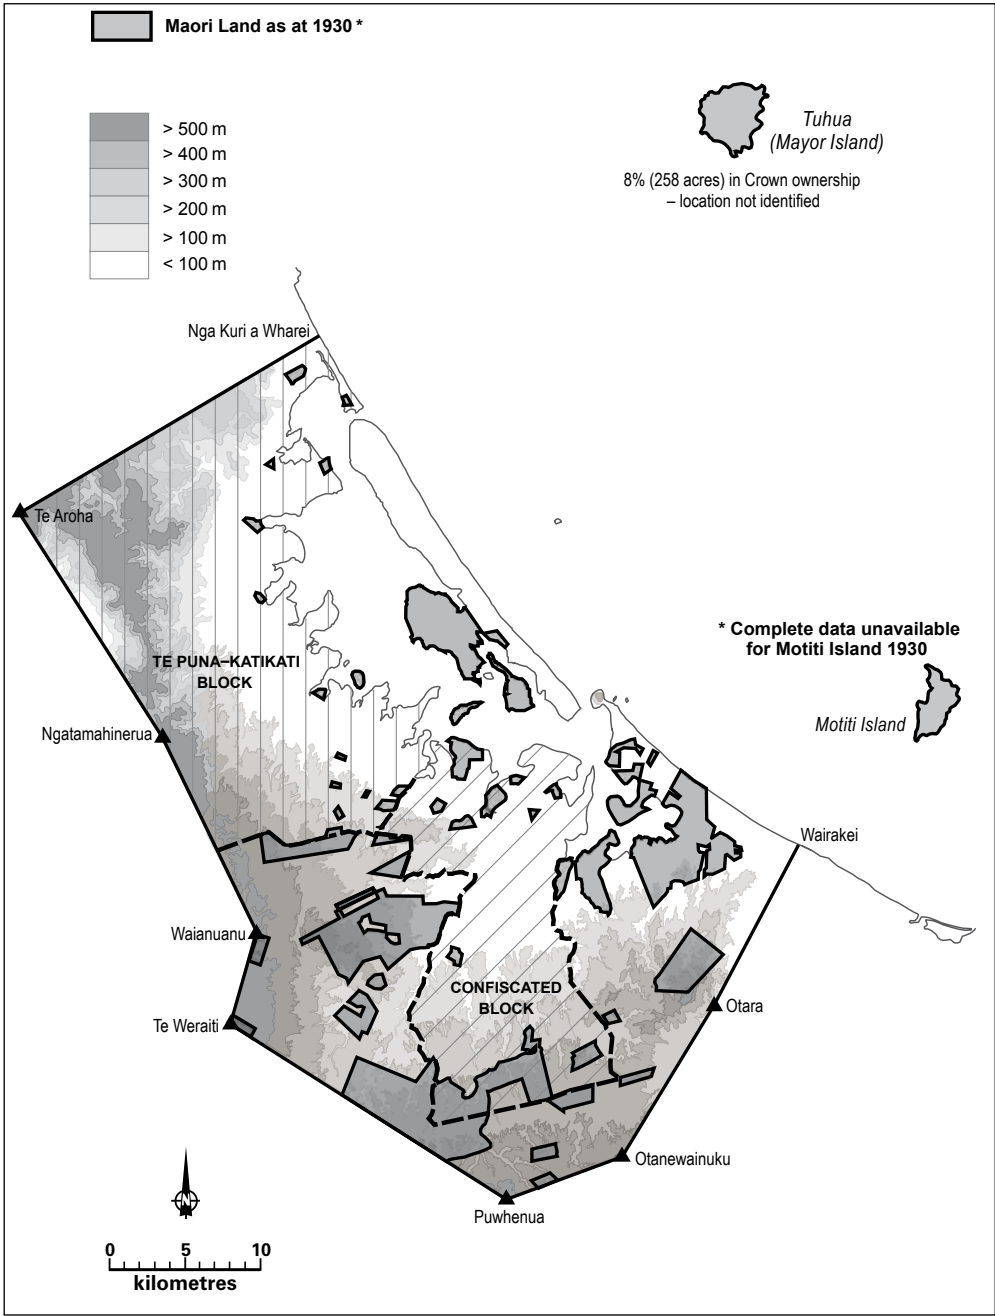 Maori Land as at 1930 *
> 500 m
> 400 m
> 300 m
> 200 m
> 100 m
< 100 m
Tuhua
(Mayor Island)
8% (258 acres) in Crown ownership
– location not identified
Nga Kuri a Wharei
Te Aroha
* Complete data unavailable
for Motiti Island 1930
TE PUNA–KATIKATI
BLOCK
Motiti Island
Ngatamahinerua
Wairakei
Waianuanu
CONFISCATED
BLOCK
Otara
Te Weraiti
Otanewainuku
Puwhenua
0 5 10
kilometres